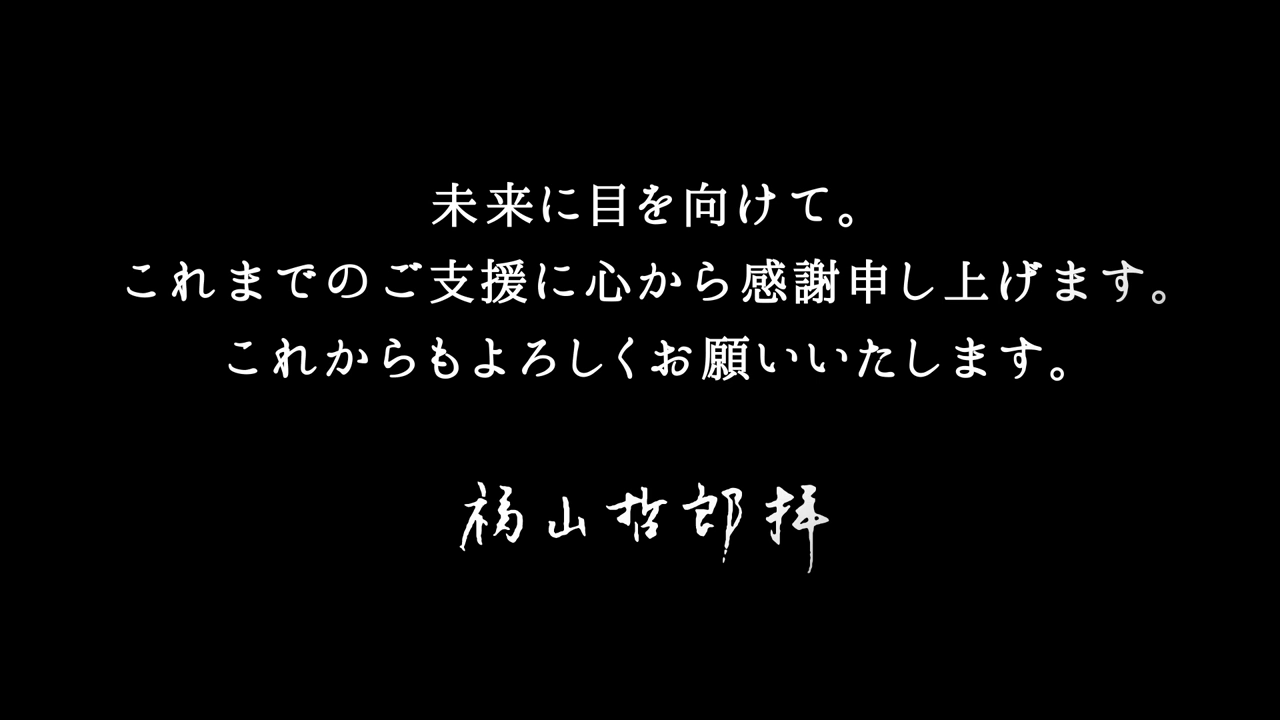 未来に目を向けて。
これまでのご支援に心から感謝申し上げます。
これからもよろしくお願いいたします。
福山哲郎拝